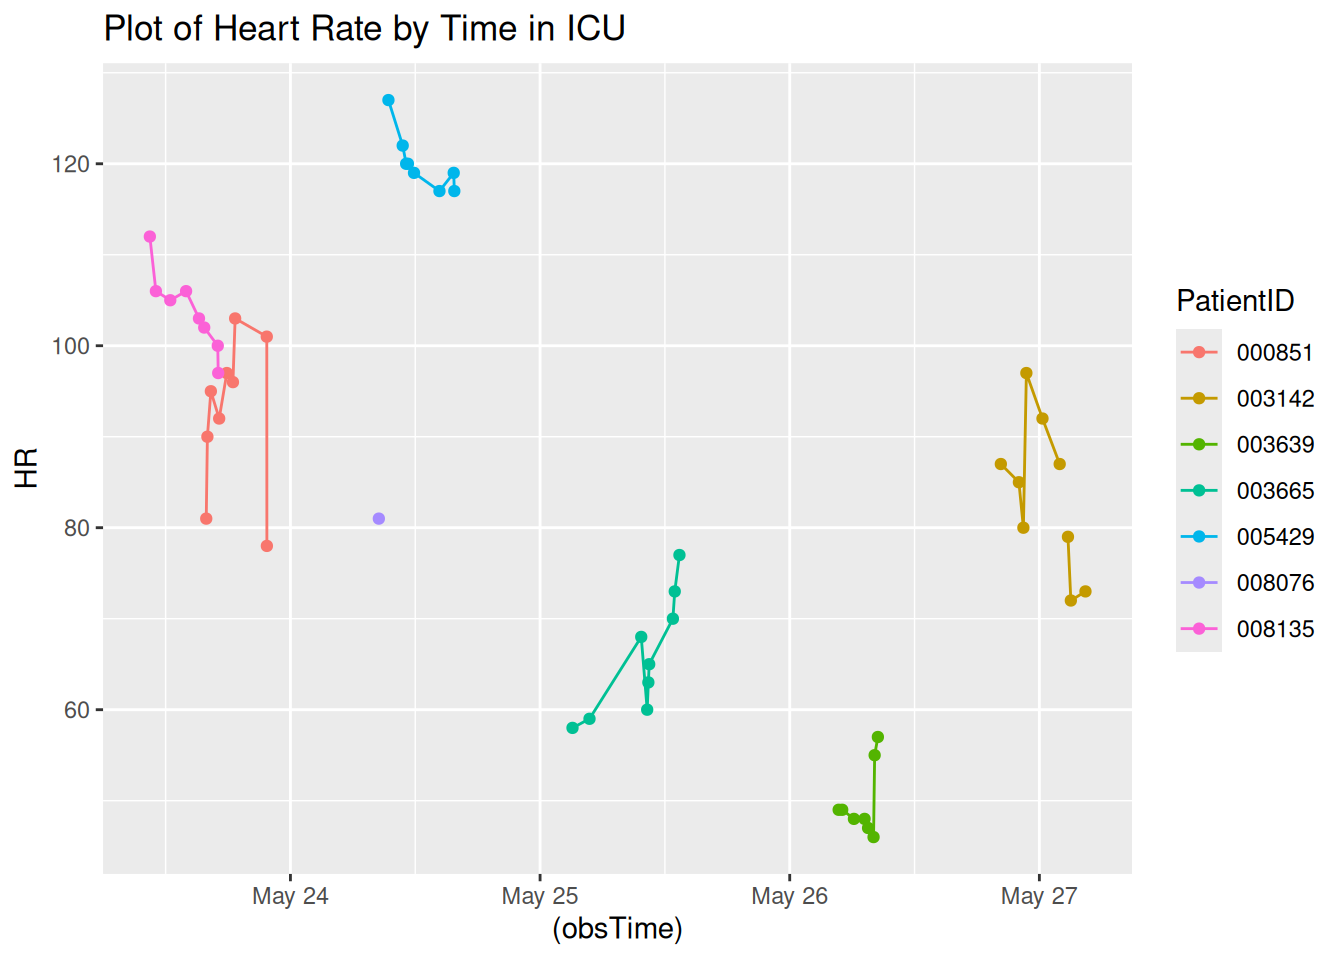 Plot of Heart Rate by Time in ICU
120
100
80
60
HR
May 24
May 25
May 26
May 27
(obsTime)
PatientID
000851
003142
003639
003665
005429
008076
008135